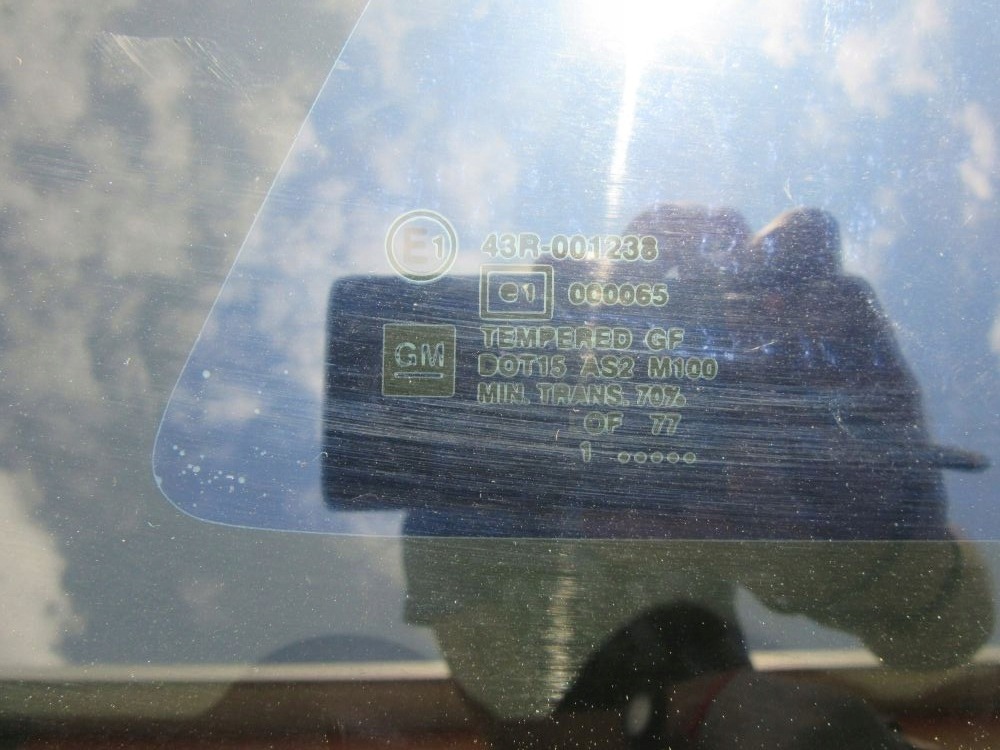 E1 43R-001238
e1 000065
GM
TEMPERED GF
DOT15 AS2 M100
MIN. TRANS. 70%
OF 77
1 .....